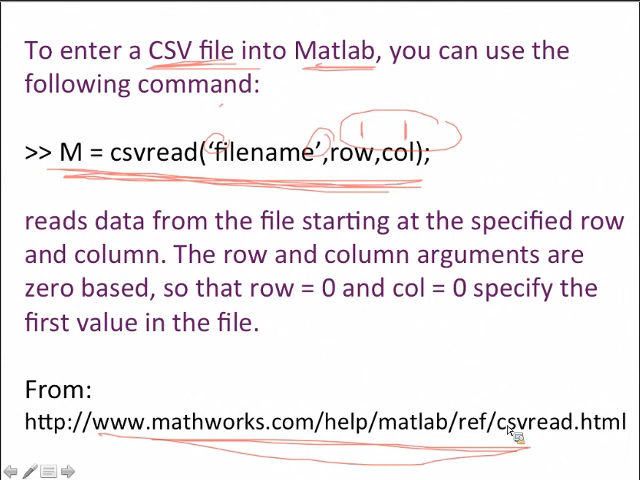 To enter a CSV file into Matlab, you can use the
following command:
>> M = csvread(‘filename’,row,col);
reads data from the file starting at the specified row
and column. The row and column arguments are
zero based, so that row = 0 and col = 0 specify the
first value in the file.
From:
http://www.mathworks.com/help/matlab/ref/csvread.html